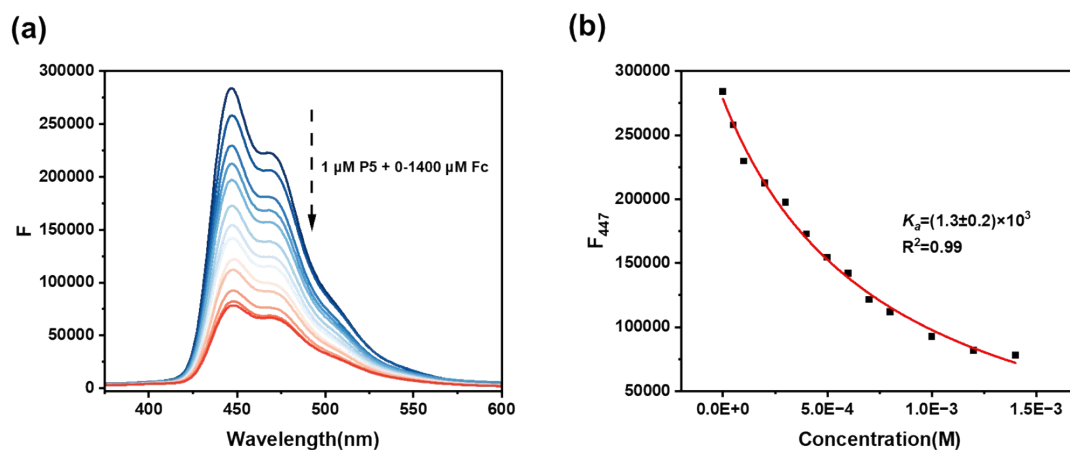 (a)
300000
250000
200000
150000
100000
50000
0
F
1 μM P5 + 0-1400 μM Fc
400
450
500
550
600
Wavelength(nm)
(b)
300000
250000
200000
150000
100000
50000
F447
Ka=(1.3±0.2)×10³
R²=0.99
0.0E+0
5.0E−4
1.0E−3
1.5E−3
Concentration(M)